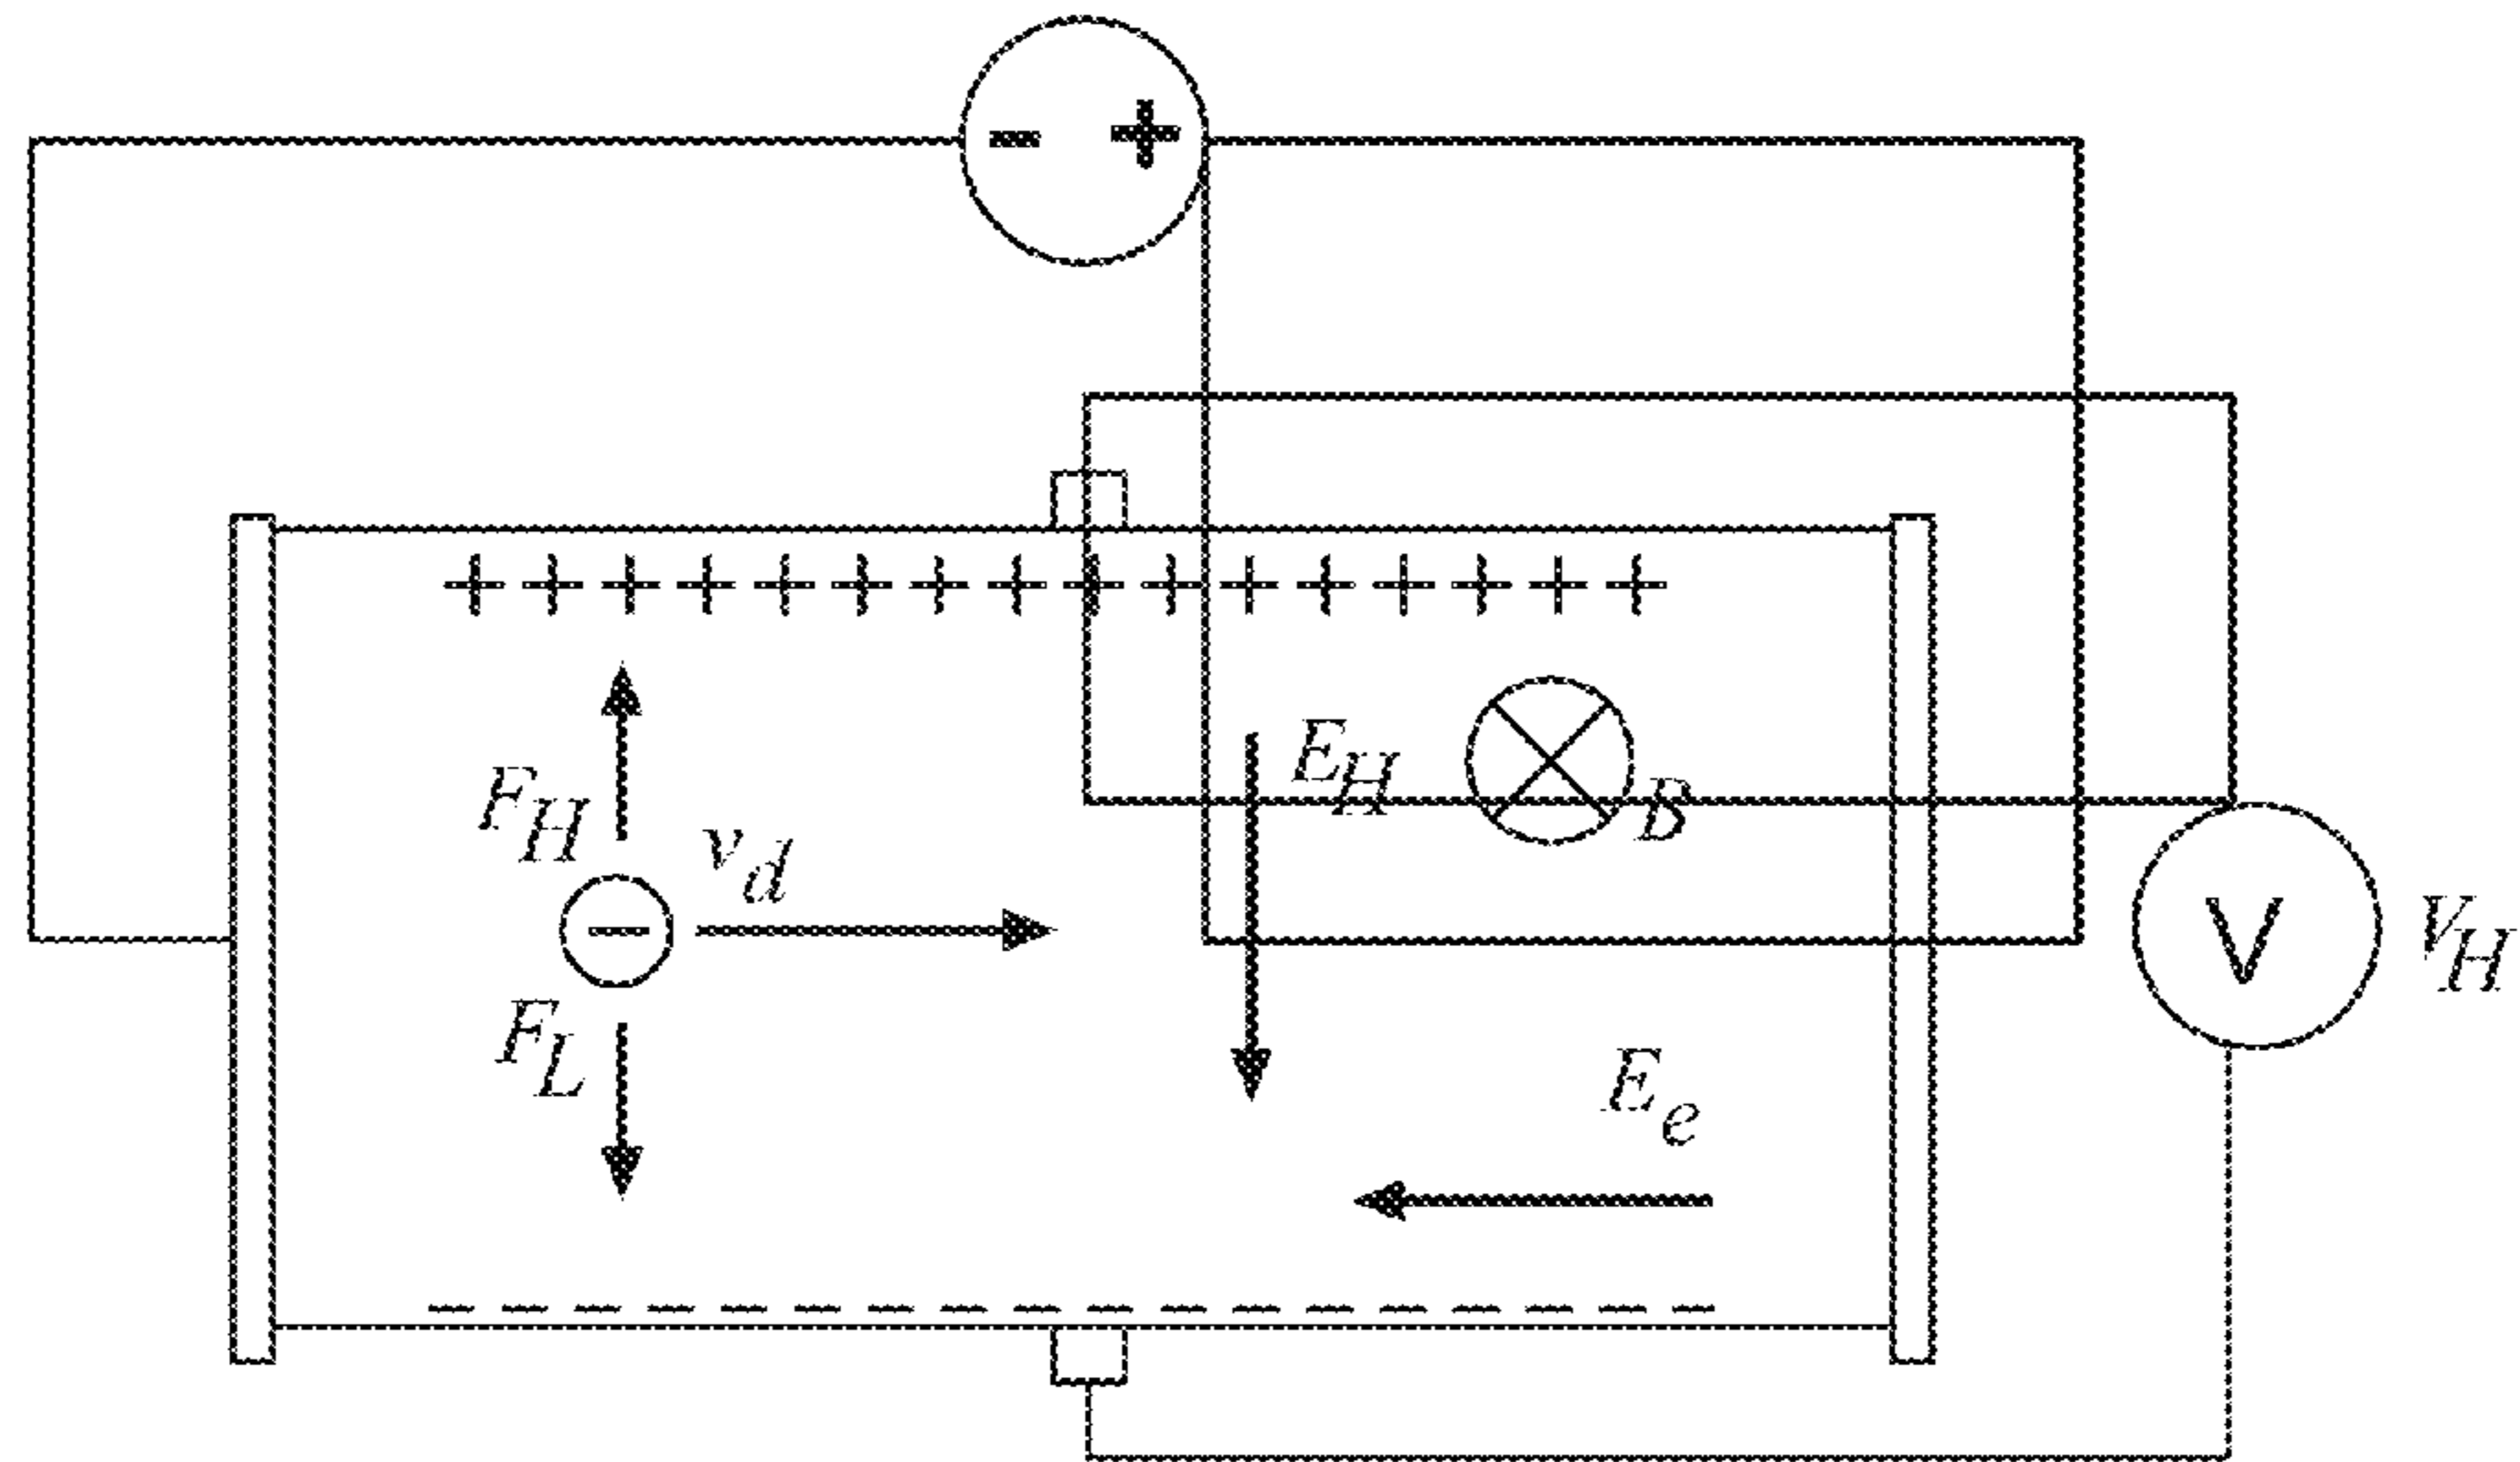 - +
+ + + + + + + + + + + + + + + +
E_H
B
F_H
v_d
−
V
V_H
F_L
E_e
− − − − − − − − − − − − − − − − − −